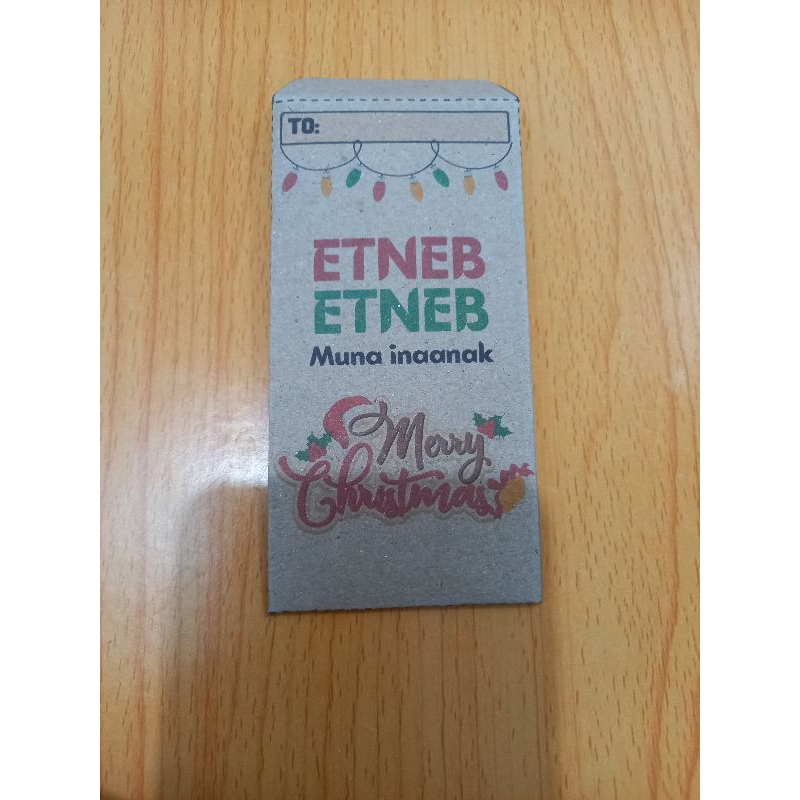 TO:
ETNEB
ETNEB
Muna inaanak
Merry
Christmas